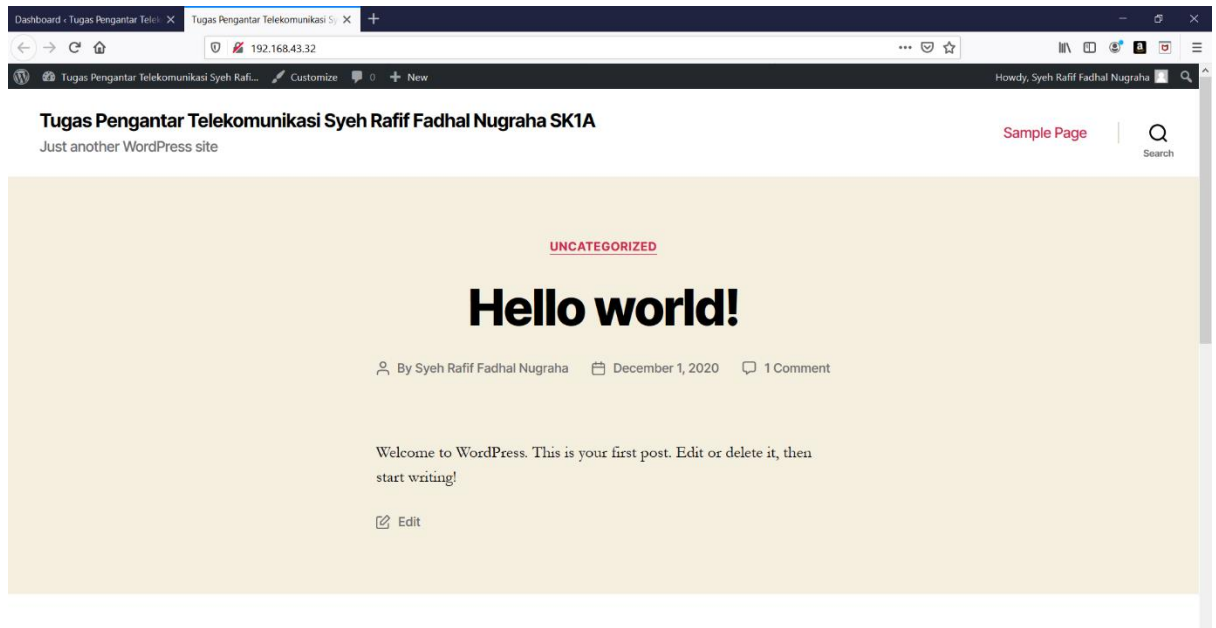 Dashboard ‹ Tugas Pengantar Telek
Tugas Pengantar Telekomunikasi Sy
192.168.43.32
Tugas Pengantar Telekomunikasi Syeh Rafi... Customize 0 New
Howdy, Syeh Rafif Fadhal Nugraha
Tugas Pengantar Telekomunikasi Syeh Rafif Fadhal Nugraha SK1A
Just another WordPress site
Sample Page
Search
UNCATEGORIZED
Hello world!
By Syeh Rafif Fadhal Nugraha December 1, 2020 1 Comment
Welcome to WordPress. This is your first post. Edit or delete it, then
start writing!
Edit